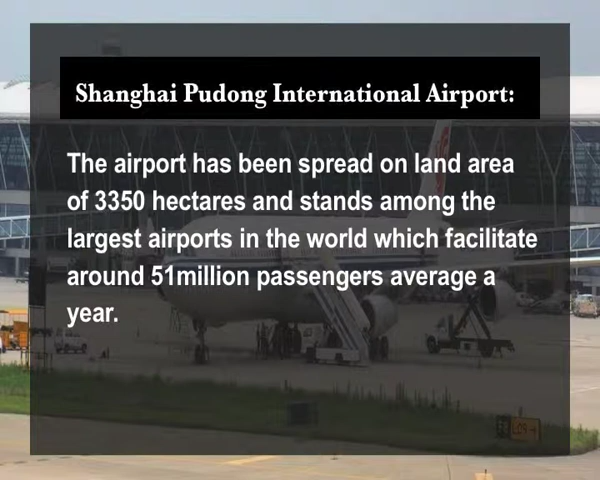 Shanghai Pudong International Airport:
The airport has been spread on land area
of 3350 hectares and stands among the
largest airports in the world which facilitate
around 51million passengers average a
year.